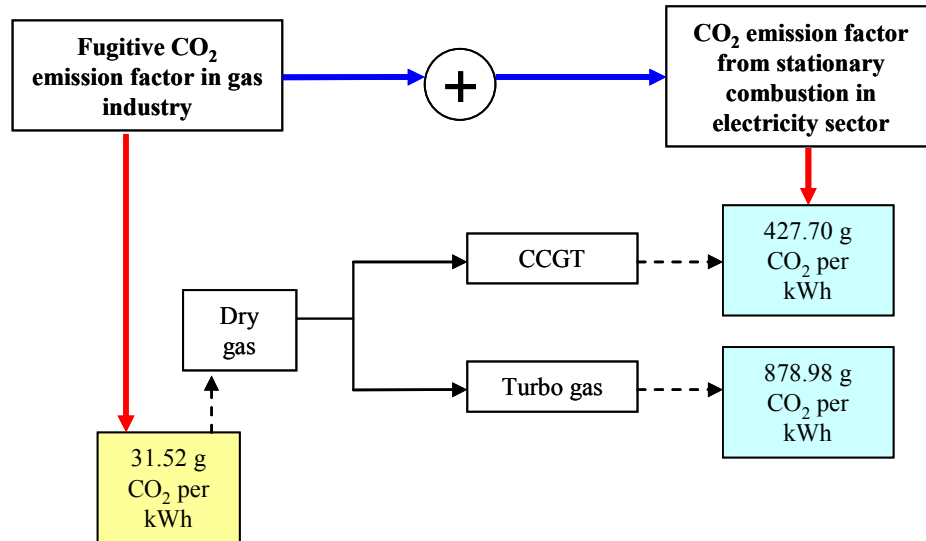 Fugitive CO₂
emission factor in gas
industry
+
CO₂ emission factor
from stationary
combustion in
electricity sector
CCGT
427.70 g
CO₂ per
kWh
Dry
gas
Turbo gas
878.98 g
CO₂ per
kWh
31.52 g
CO₂ per
kWh